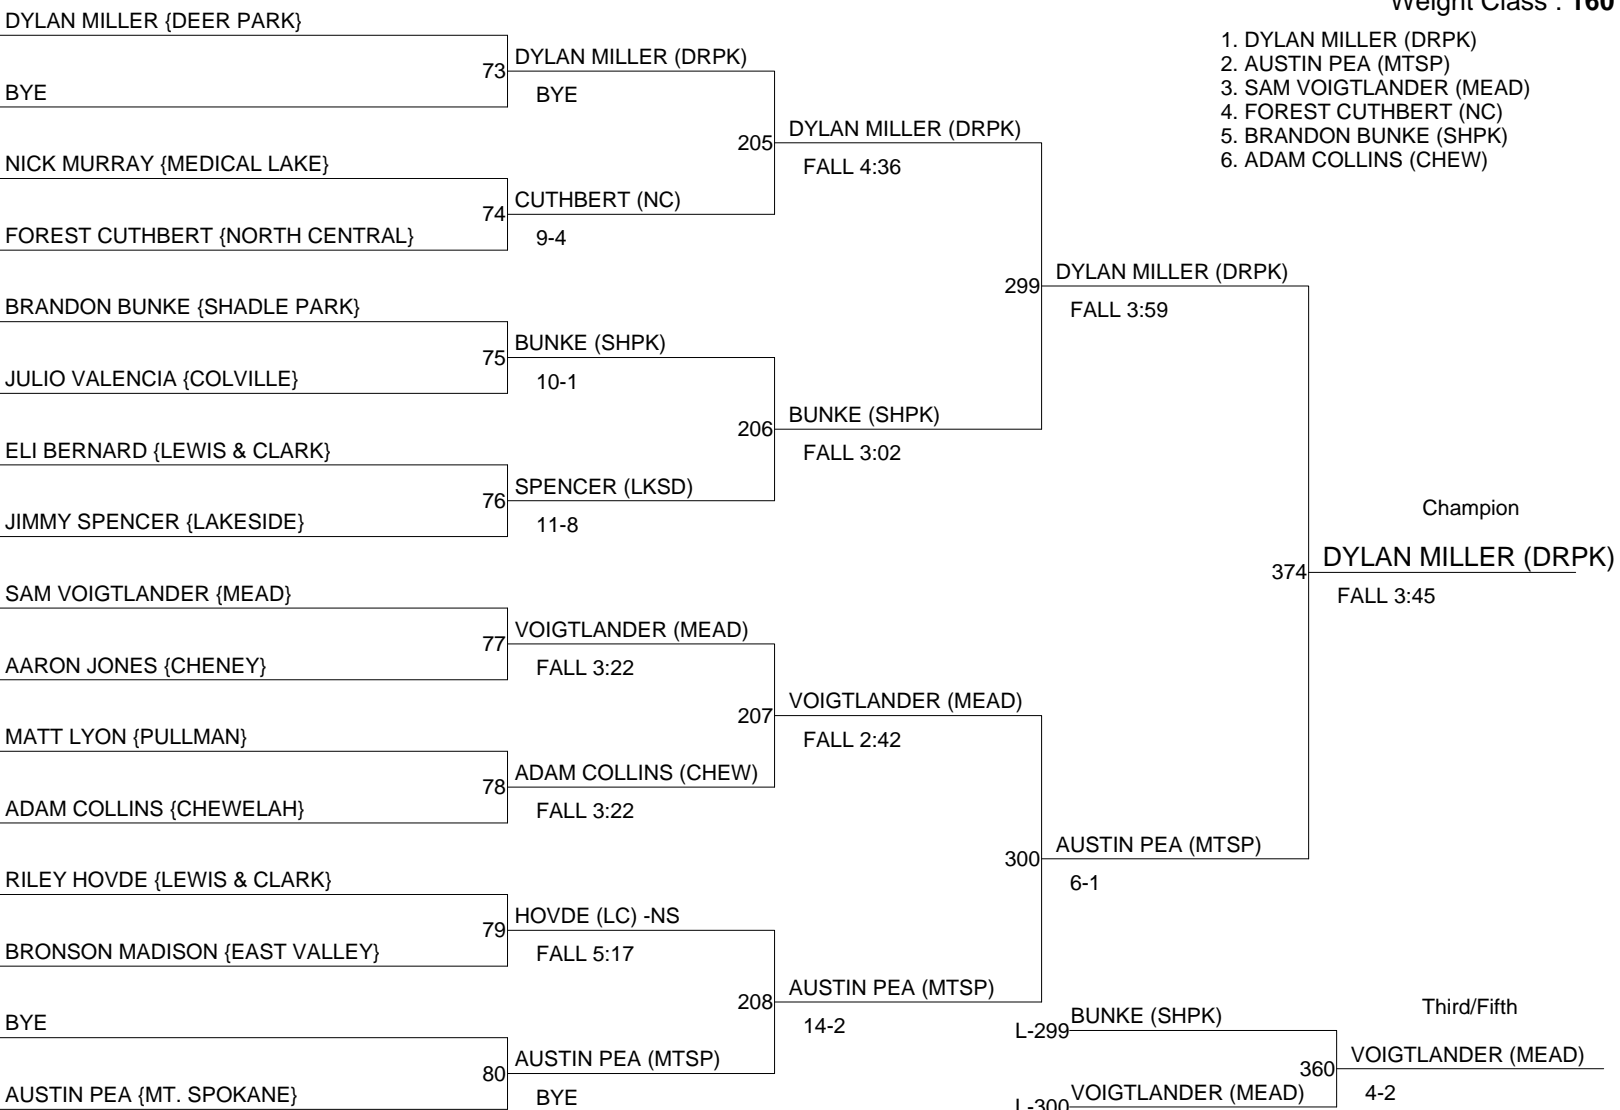 Weight Class : 160
1. DYLAN MILLER (DRPK)
2. AUSTIN PEA (MTSP)
3. SAM VOIGTLANDER (MEAD)
4. FOREST CUTHBERT (NC)
5. BRANDON BUNKE (SHPK)
6. ADAM COLLINS (CHEW)
DYLAN MILLER {DEER PARK}
BYE
NICK MURRAY {MEDICAL LAKE}
FOREST CUTHBERT {NORTH CENTRAL}
BRANDON BUNKE {SHADLE PARK}
JULIO VALENCIA {COLVILLE}
ELI BERNARD {LEWIS & CLARK}
JIMMY SPENCER {LAKESIDE}
SAM VOIGTLANDER {MEAD}
AARON JONES {CHENEY}
MATT LYON {PULLMAN}
ADAM COLLINS {CHEWELAH}
RILEY HOVDE {LEWIS & CLARK}
BRONSON MADISON {EAST VALLEY}
BYE
AUSTIN PEA {MT. SPOKANE}
73
DYLAN MILLER (DRPK)
BYE
74
CUTHBERT (NC)
9-4
75
BUNKE (SHPK)
10-1
76
SPENCER (LKSD)
11-8
77
VOIGTLANDER (MEAD)
FALL 3:22
78
ADAM COLLINS (CHEW)
FALL 3:22
79
HOVDE (LC) -NS
FALL 5:17
80
AUSTIN PEA (MTSP)
BYE
205
DYLAN MILLER (DRPK)
FALL 4:36
206
BUNKE (SHPK)
FALL 3:02
207
VOIGTLANDER (MEAD)
FALL 2:42
208
AUSTIN PEA (MTSP)
14-2
299
DYLAN MILLER (DRPK)
FALL 3:59
300
AUSTIN PEA (MTSP)
6-1
Champion
374
DYLAN MILLER (DRPK)
FALL 3:45
Third/Fifth
L-299
BUNKE (SHPK)
L-300
VOIGTLANDER (MEAD)
360
VOIGTLANDER (MEAD)
4-2